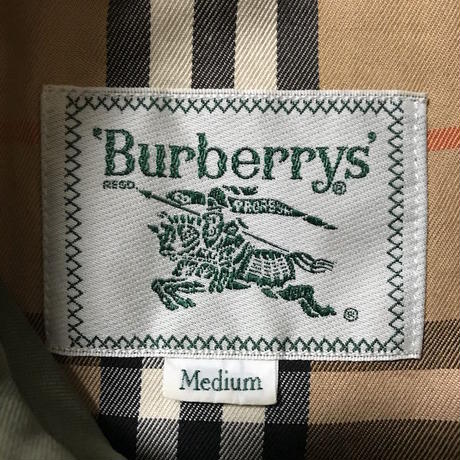 'Burberrys'®
REGD.
PRORSUM
®
Medium